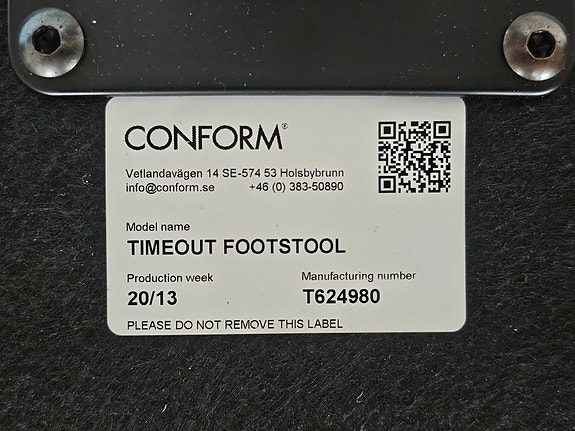 CONFORM®
Vetlandavägen 14 SE-574 53 Holsbybrunn
info@conform.se +46 (0) 383-50890
Model name
TIMEOUT FOOTSTOOL
Production week Manufacturing number
20/13 T624980
PLEASE DO NOT REMOVE THIS LABEL